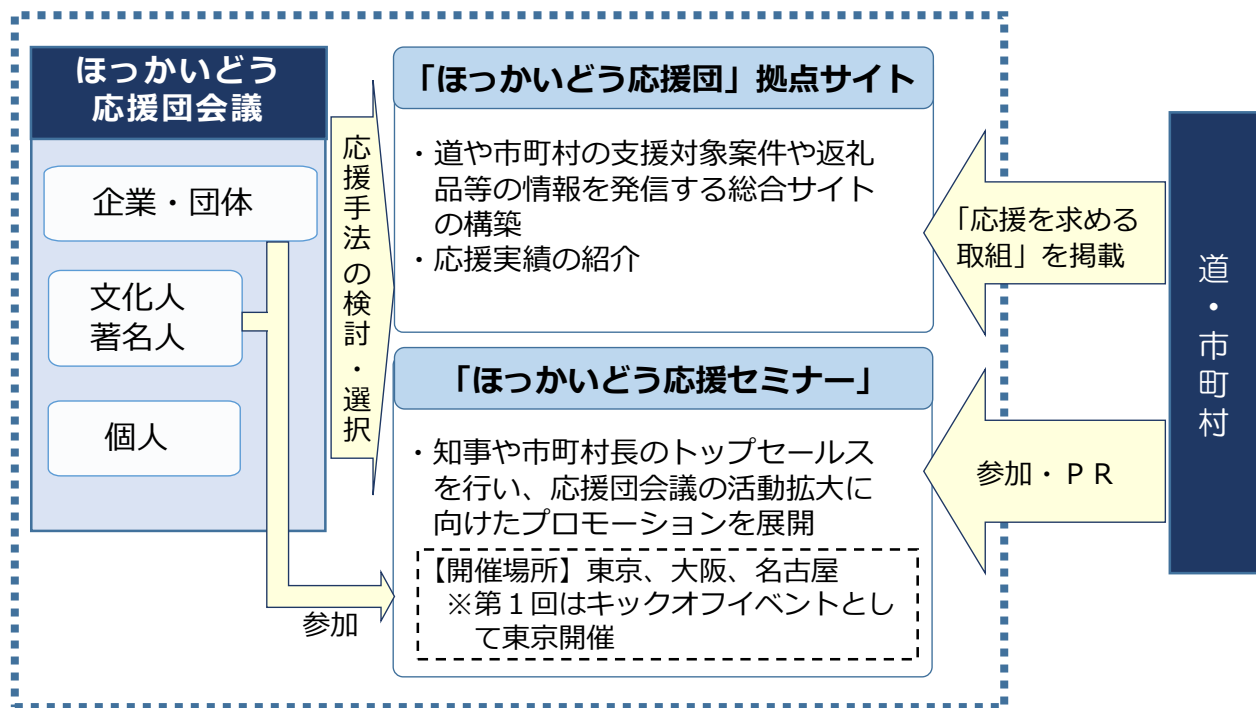 ほっかいどう
応援団会議
企業・団体
文化人
著名人
個人
応援手法の検討・選択
参加
「ほっかいどう応援団」拠点サイト
・道や市町村の支援対象案件や返礼
品等の情報を発信する総合サイト
の構築
・応援実績の紹介
「ほっかいどう応援セミナー」
・知事や市町村長のトップセールス
を行い、応援団会議の活動拡大に
向けたプロモーションを展開
【開催場所】東京、大阪、名古屋
※第１回はキックオフイベントとし
て東京開催
「応援を求める
取組」を掲載
参加・ＰＲ
道・市町村